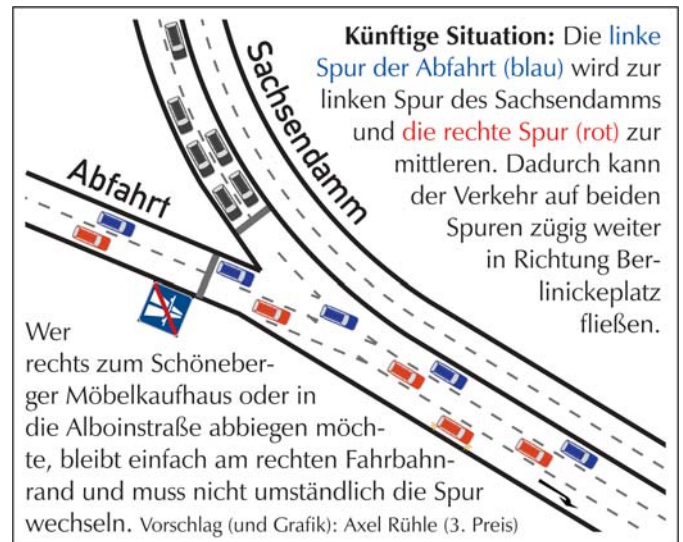 Künftige Situation: Die linke
Spur der Abfahrt (blau) wird zur
linken Spur des Sachsendamms
und die rechte Spur (rot) zur
mittleren. Dadurch kann
der Verkehr auf beiden
Spuren zügig weiter
in Richtung Ber-
linickeplatz
fließen.
Sachsendamm
Abfahrt
Wer
rechts zum Schöneber-
ger Möbelkaufhaus oder in
die Alboinstraße abbiegen möch-
te, bleibt einfach am rechten Fahrbahn-
rand und muss nicht umständlich die Spur
wechseln. Vorschlag (und Grafik): Axel Rühle (3. Preis)